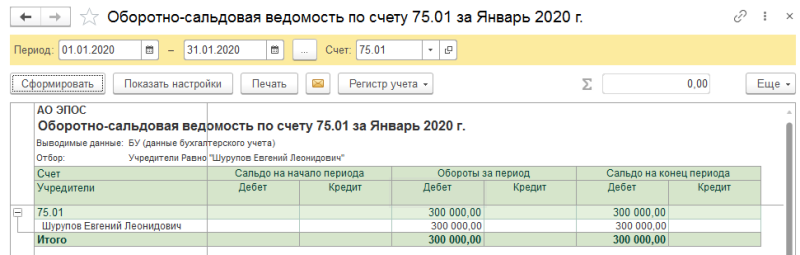 Оборотно-сальдовая ведомость по счету 75.01 за Январь 2020 г.
Период: 01.01.2020 – 31.01.2020 ... Счет: 75.01
Сформировать Показать настройки Печать Регистр учета Σ 0,00 Еще
АО ЭПОС
Оборотно-сальдовая ведомость по счету 75.01 за Январь 2020 г.
Выводимые данные: БУ (данные бухгалтерского учета)
Отбор: Учредители Равно "Шурупов Евгений Леонидович"
Счет Сальдо на начало периода Обороты за период Сальдо на конец периода
Учредители Дебет Кредит Дебет Кредит Дебет Кредит
75.01 300 000,00 300 000,00
Шурупов Евгений Леонидович 300 000,00 300 000,00
Итого 300 000,00 300 000,00